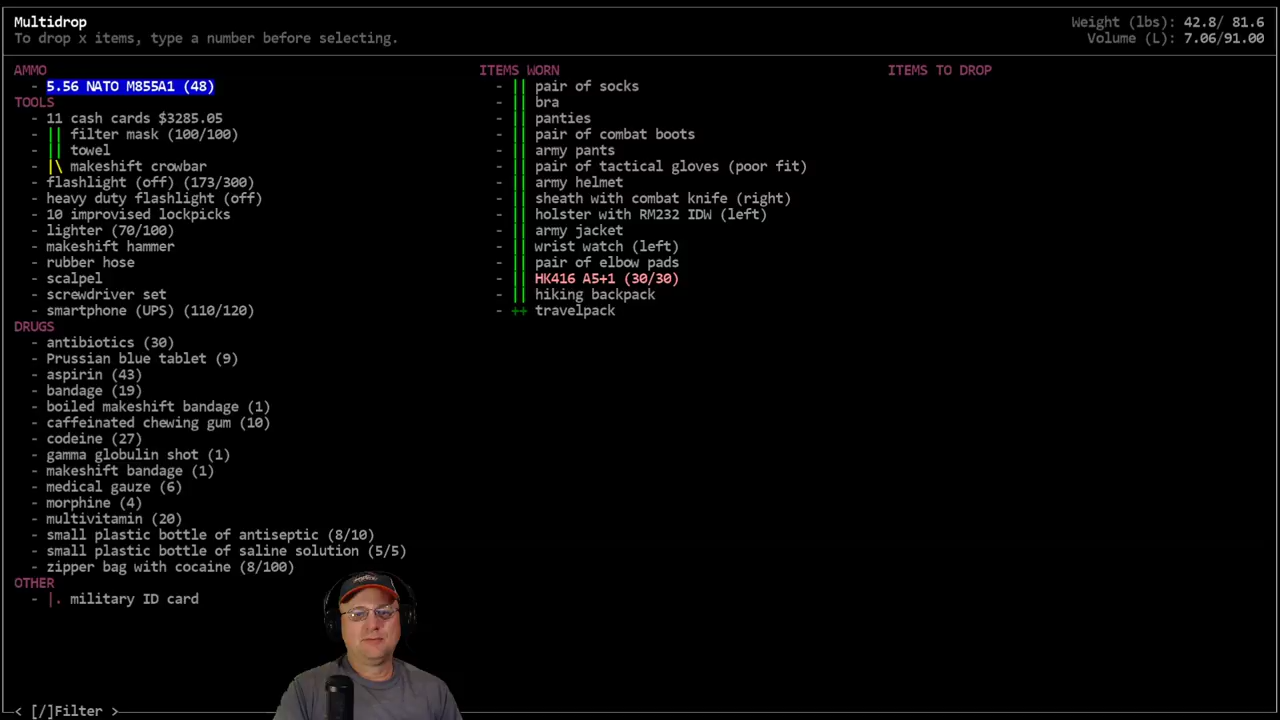 Multidrop
To drop x items, type a number before selecting.
Weight (lbs): 42.8/ 81.6
Volume (L): 7.06/91.00
AMMO
- 5.56 NATO M855A1 (48)
TOOLS
- 11 cash cards $3285.05
- || filter mask (100/100)
- || towel
- |\ makeshift crowbar
- flashlight (off) (173/300)
- heavy duty flashlight (off)
- 10 improvised lockpicks
- lighter (70/100)
- makeshift hammer
- rubber hose
- scalpel
- screwdriver set
- smartphone (UPS) (110/120)
DRUGS
- antibiotics (30)
- Prussian blue tablet (9)
- aspirin (43)
- bandage (19)
- boiled makeshift bandage (1)
- caffeinated chewing gum (10)
- codeine (27)
- gamma globulin shot (1)
- makeshift bandage (1)
- medical gauze (6)
- morphine (4)
- multivitamin (20)
- small plastic bottle of antiseptic (8/10)
- small plastic bottle of saline solution (5/5)
- zipper bag with cocaine (8/100)
OTHER
- |. military ID card
ITEMS WORN
- || pair of socks
- || bra
- || panties
- || pair of combat boots
- || army pants
- || pair of tactical gloves (poor fit)
- || army helmet
- || sheath with combat knife (right)
- || holster with RM232 IDW (left)
- || army jacket
- || wrist watch (left)
- || pair of elbow pads
- || HK416 A5+1 (30/30)
- || hiking backpack
- ++ travelpack
ITEMS TO DROP
< [/]Filter >